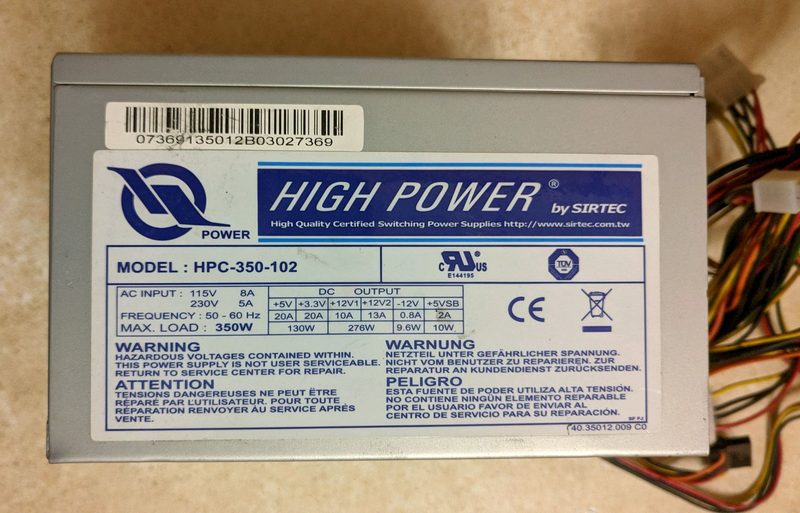 07369135012B03027369
POWER
HIGH POWER® by SIRTEC
High Quality Certified Switching Power Supplies http://www.sirtec.com.tw
MODEL : HPC-350-102
c RU US
E144195
TÜV
AC INPUT : 115V 8A
230V 5A
FREQUENCY : 50 - 60 Hz
MAX. LOAD : 350W
DC OUTPUT
+5V +3.3V +12V1 +12V2 -12V +5VSB
20A 20A 10A 13A 0.8A 2A
130W 276W 9.6W 10W
CE
WARNING
HAZARDOUS VOLTAGES CONTAINED WITHIN.
THIS POWER SUPPLY IS NOT USER SERVICEABLE.
RETURN TO SERVICE CENTER FOR REPAIR.
WARNUNG
NETZTEIL UNTER GEFÄHRLICHER SPANNUNG.
NICHT VOM BENUTZER ZU REPARIEREN. ZUR
REPARATUR AN KUNDENDIENST ZURÜCKSENDEN.
ATTENTION
TENSIONS DANGEREUSES NE PEUT ÊTRE
RÉPARÉ PAR L'UTILISATEUR. POUR TOUTE
RÉPARATION RENVOYER AU SERVICE APRÉS
VENTE.
PELIGRO
ESTA FUENTE DE PODER UTILIZA ALTA TENSIÓN.
NO CONTIENE NINGÚN ELEMENTO REPARABLE
POR EL USUARIO FAVOR DE ENVIAR AL
CENTRO DE SERVICIO PARA SU REPARACIÓN.
40.35012.009 C0